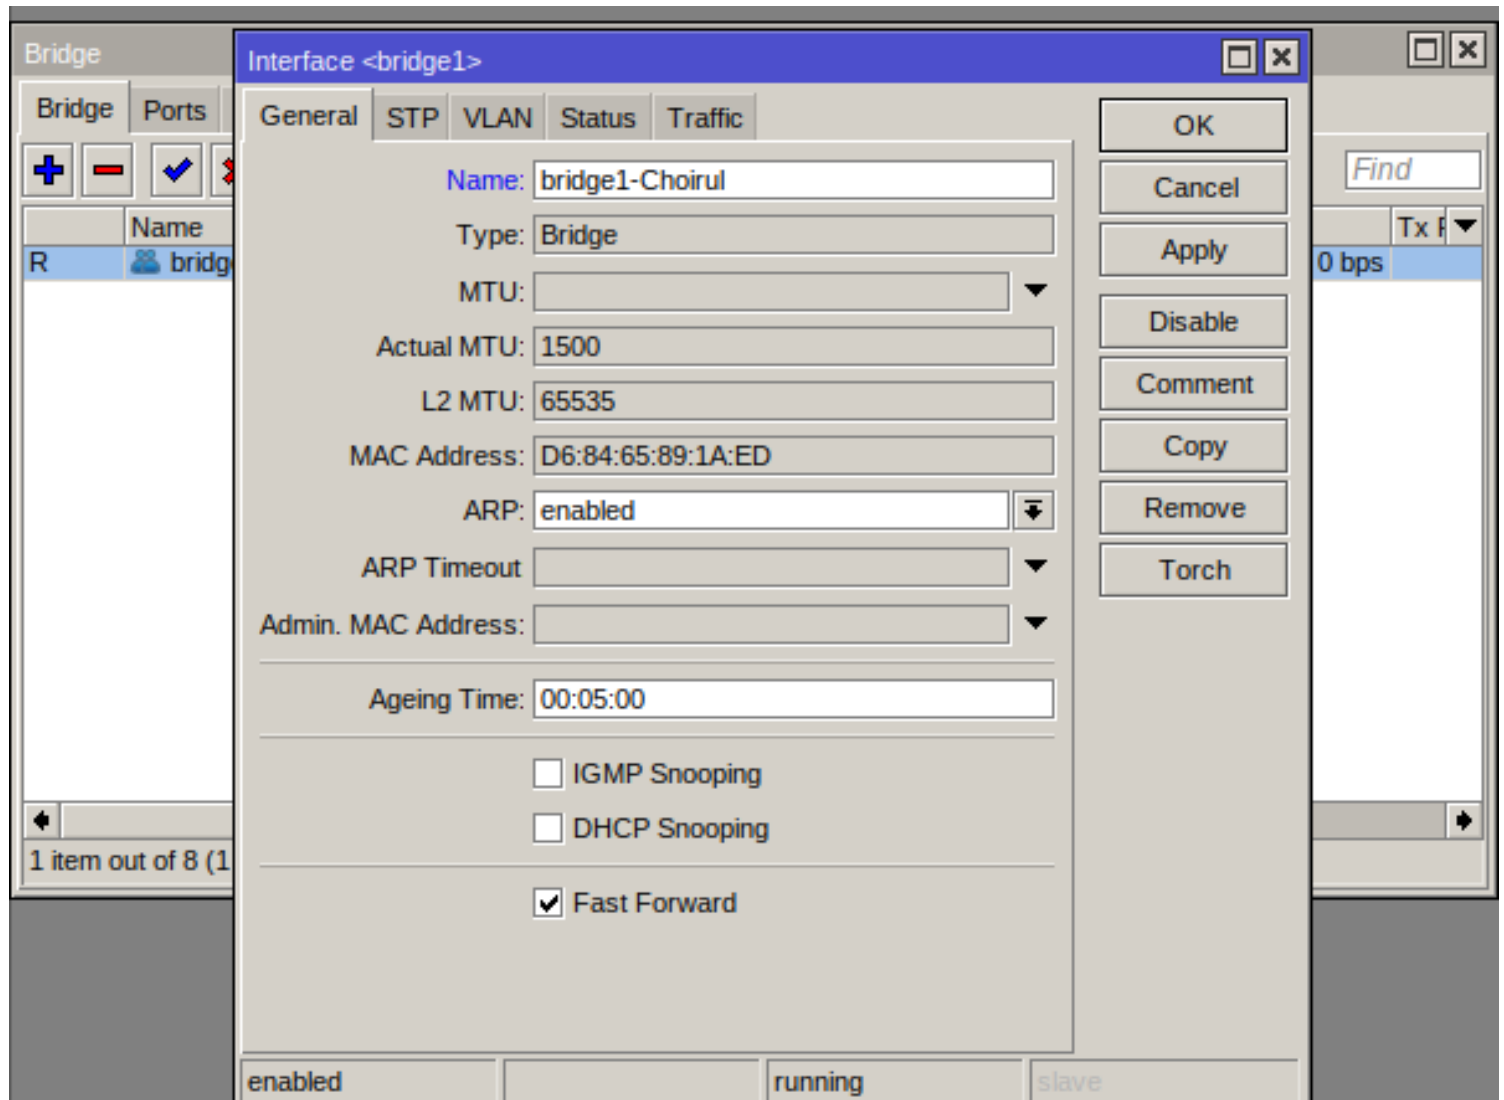 Bridge
Interface <bridge1>
Bridge Ports
General STP VLAN Status Traffic
OK
Find
Name: bridge1-Choirul
Cancel
Name
Type: Bridge
Tx
Apply
R
0 bps
MTU:
Disable
Actual MTU: 1500
Comment
L2 MTU: 65535
Copy
MAC Address: D6:84:65:89:1A:ED
Remove
ARP: enabled
Torch
ARP Timeout
Admin. MAC Address:
Ageing Time: 00:05:00
IGMP Snooping
DHCP Snooping
1 item out of 8 (1
Fast Forward
enabled running slave